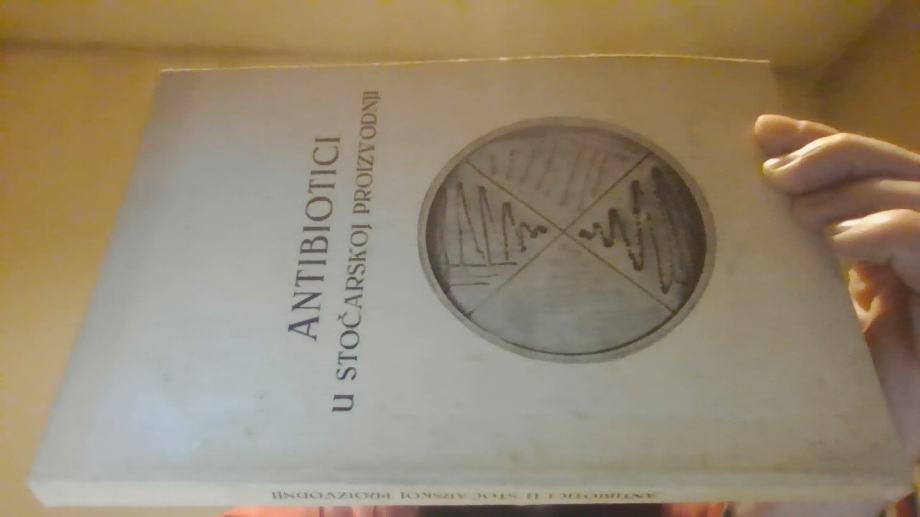 ANTIBIOTICI
U STOČARSKOJ PROIZVODNJI
ANTIBIOTICI U STOČARSKOJ PROIZVODNJI